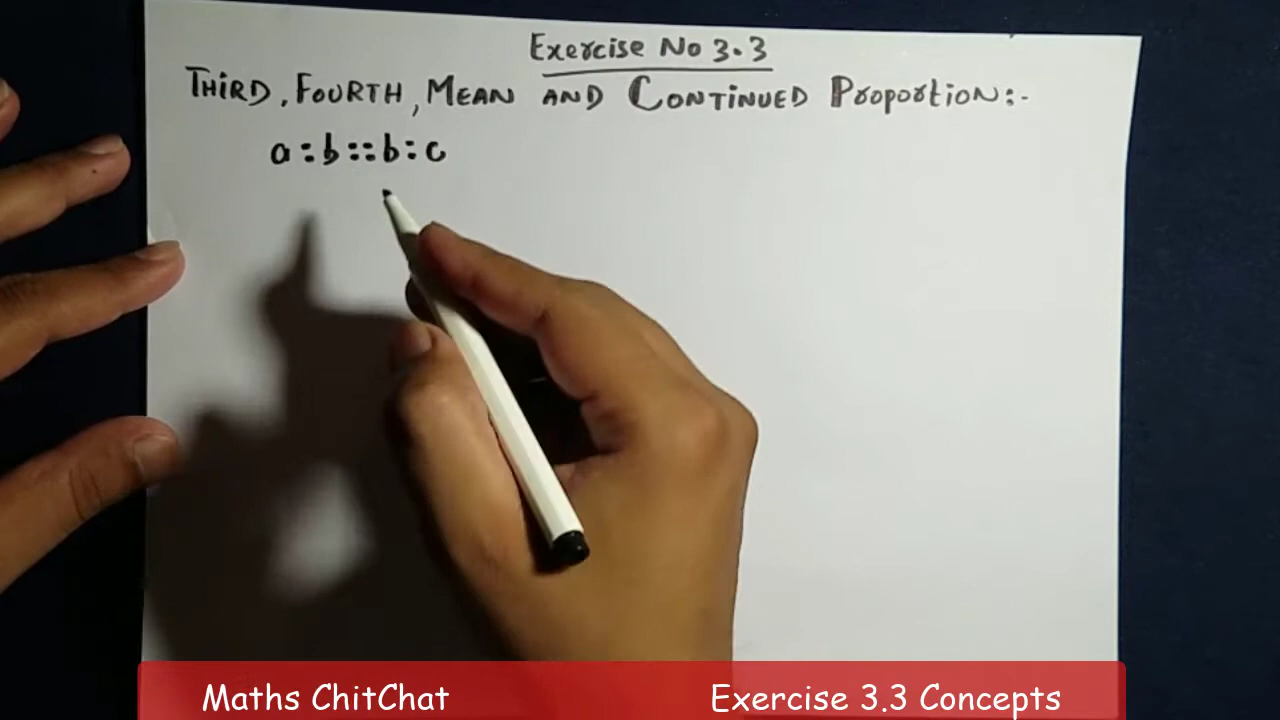 Exercise No 3.3
THIRD, FOURTH, MEAN AND CONTINUED PROPORTION:-
a:b::b:c
Maths ChitChat Exercise 3.3 Concepts